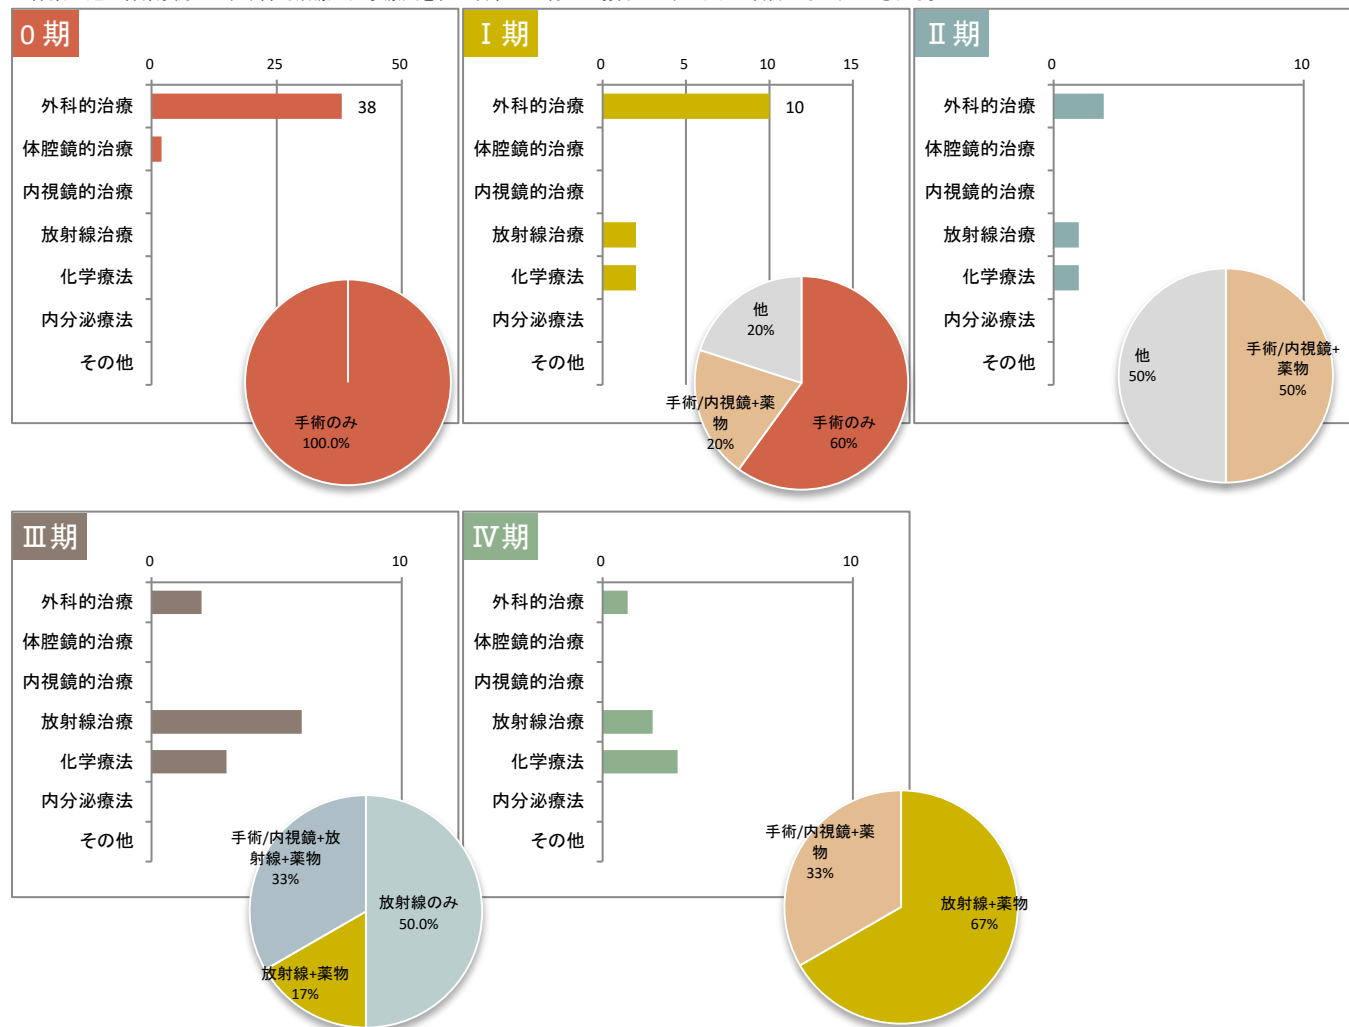 0 期
0 25 50
外科的治療 38
体腔鏡的治療
内視鏡的治療
放射線治療
化学療法
内分泌療法
その他
手術のみ
100.0%
Ⅰ 期
0 5 10 15
外科的治療 10
体腔鏡的治療
内視鏡的治療
放射線治療
化学療法
内分泌療法
その他
他
20%
手術/内視鏡+薬
物
20%
手術のみ
60%
Ⅱ 期
0 10
外科的治療
体腔鏡的治療
内視鏡的治療
放射線治療
化学療法
内分泌療法
その他
他
50%
手術/内視鏡+
薬物
50%
Ⅲ 期
0 10
外科的治療
体腔鏡的治療
内視鏡的治療
放射線治療
化学療法
内分泌療法
その他
手術/内視鏡+放
射線+薬物
33%
放射線のみ
50.0%
放射線+薬物
17%
Ⅳ 期
0 10
外科的治療
体腔鏡的治療
内視鏡的治療
放射線治療
化学療法
内分泌療法
その他
手術/内視鏡+薬
物
33%
放射線+薬物
67%